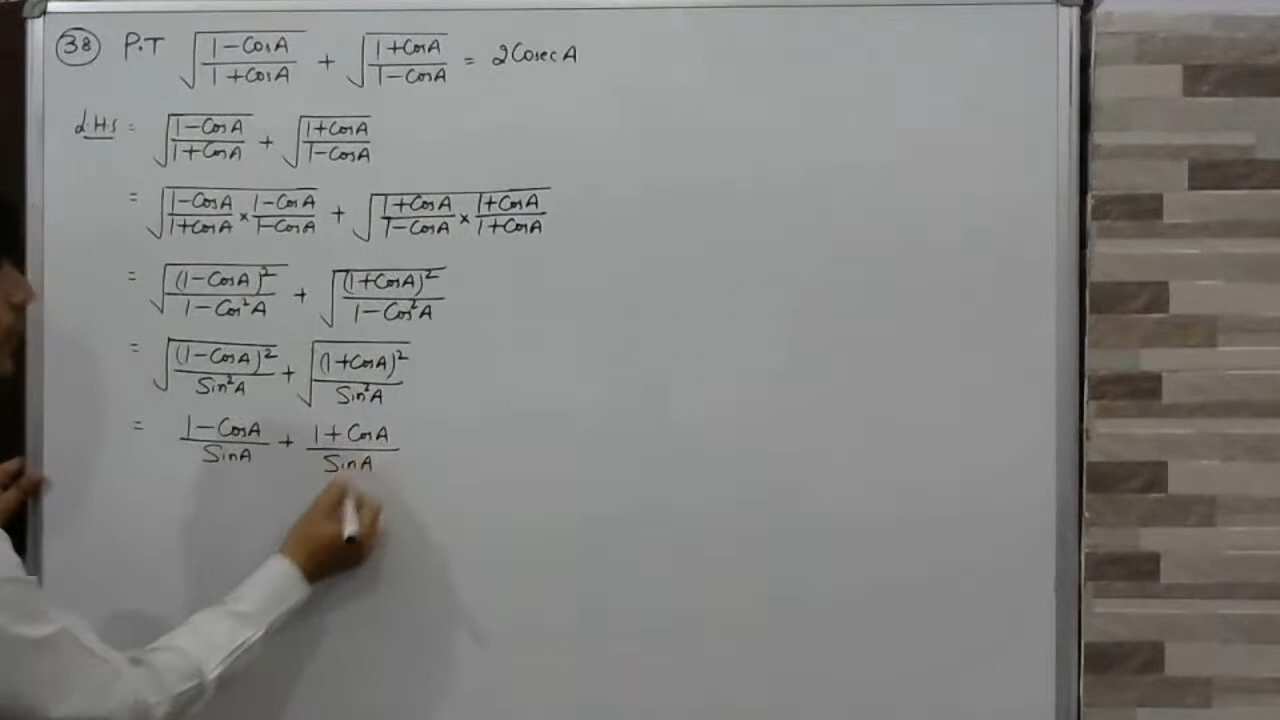 38 P.T √((1-CosA)/(1+CosA)) + √((1+CosA)/(1-CosA)) = 2CosecA
L.H.S = √((1-CosA)/(1+CosA)) + √((1+CosA)/(1-CosA))
= √((1-CosA)/(1+CosA) × (1-CosA)/(1-CosA)) + √((1+CosA)/(1-CosA) × (1+CosA)/(1+CosA))
= √((1-CosA)²/(1-Cos²A)) + √((1+CosA)²/(1-Cos²A))
= √((1-CosA)²/Sin²A) + √((1+CosA)²/Sin²A)
= (1-CosA)/SinA + (1+CosA)/SinA